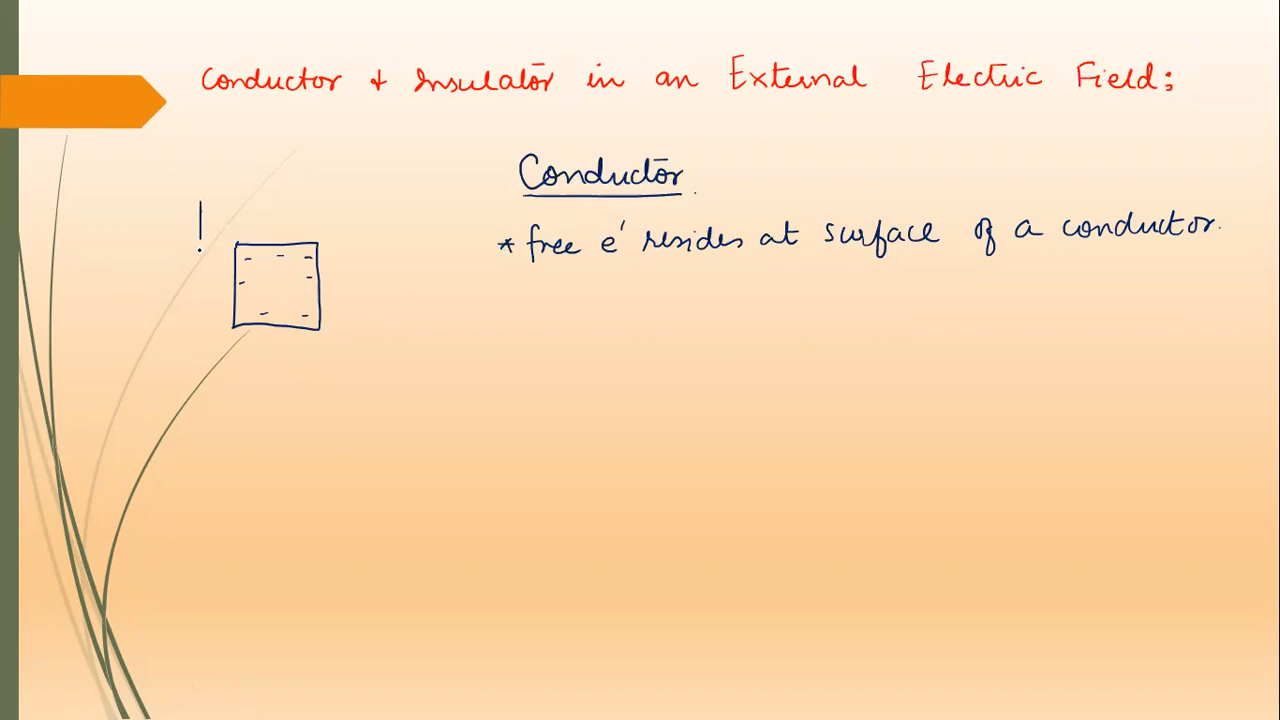 Conductor & Insulator in an External Electric Field:
Conductor
* free e' resides at surface of a conductor.